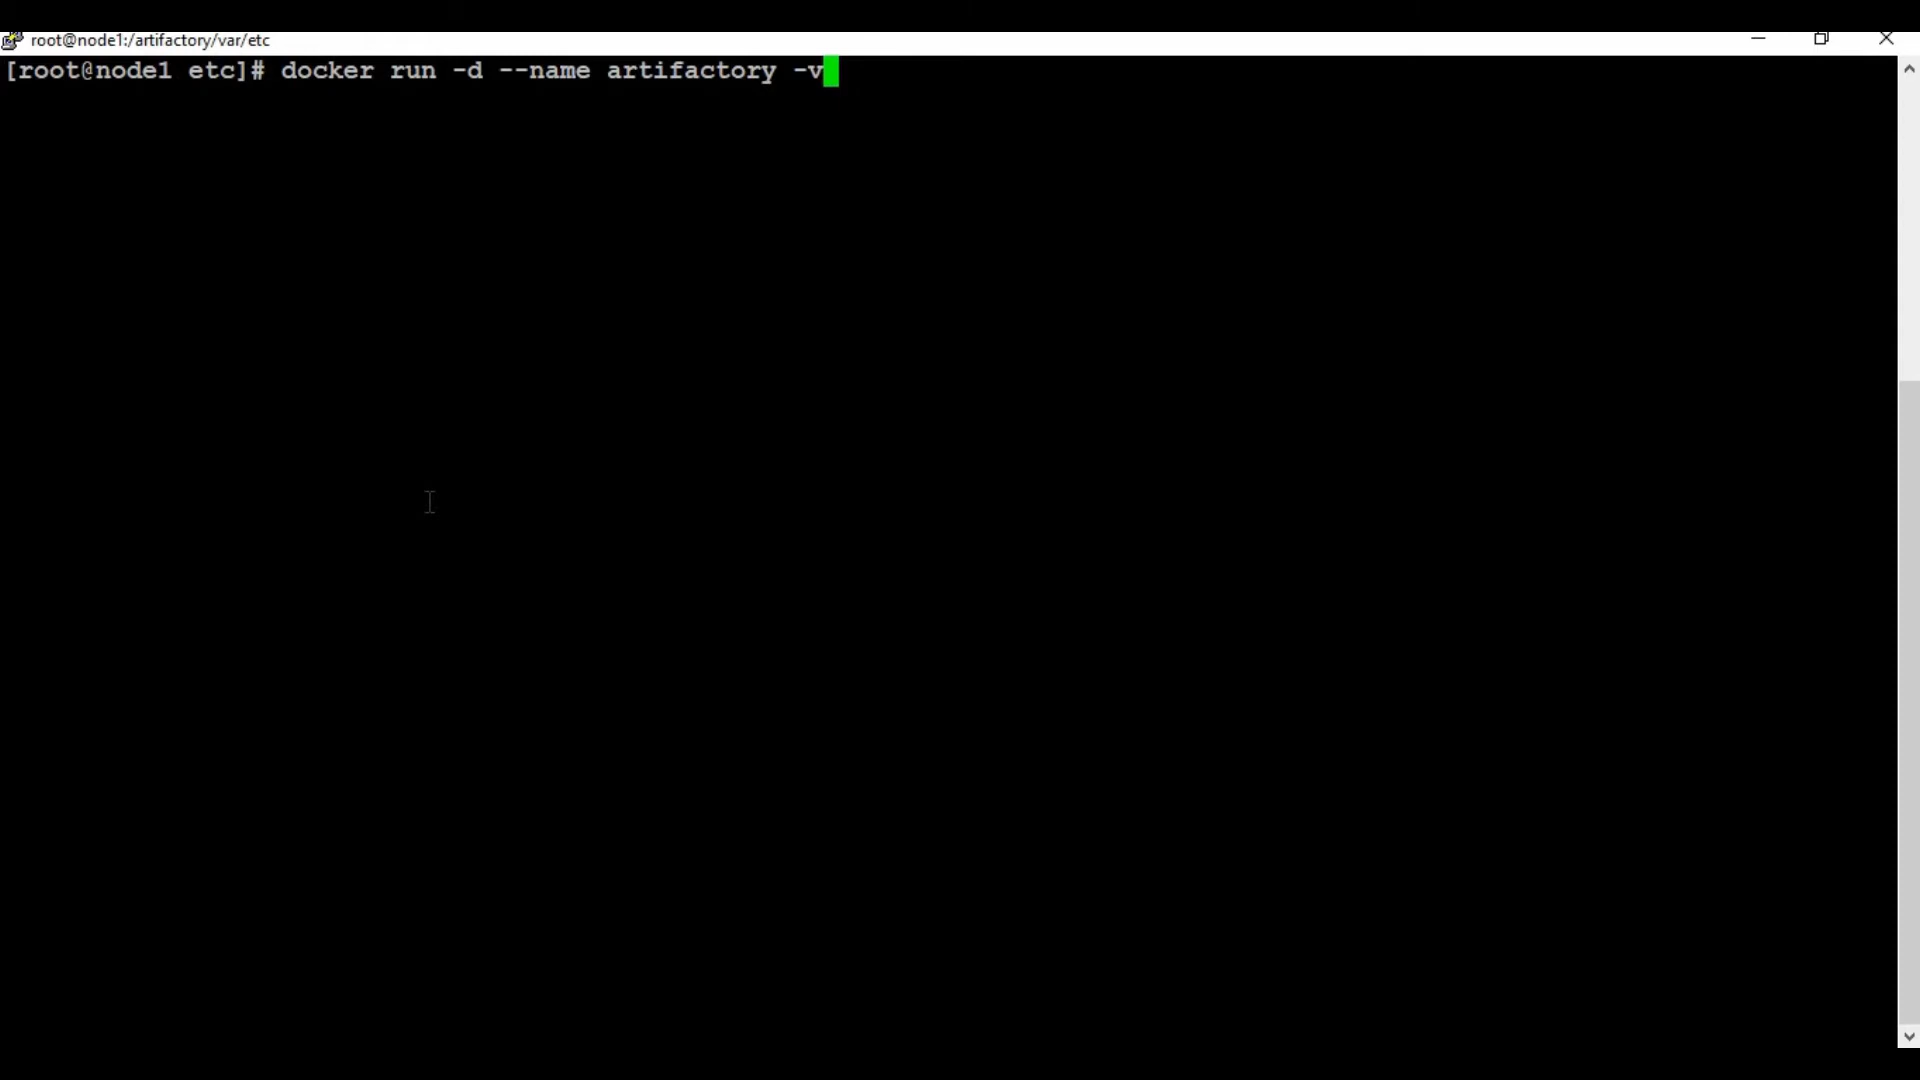 root@node1:/artifactory/var/etc
[root@node1 etc]# docker run -d --name artifactory -v